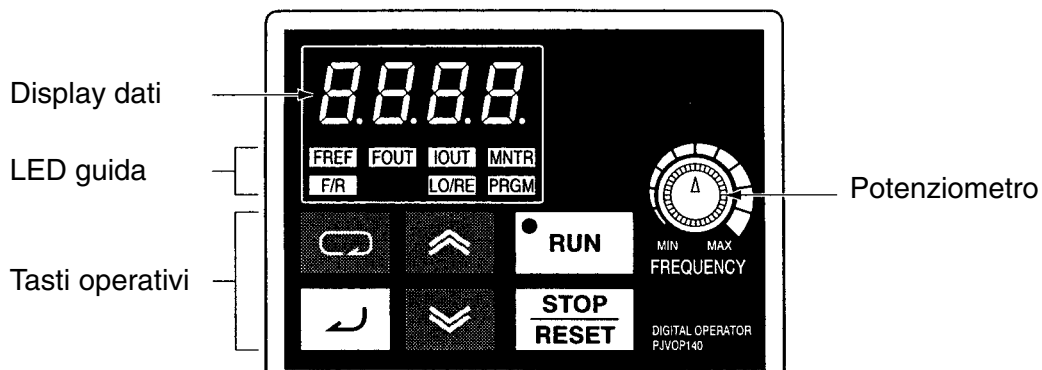 Display dati
8.8.8.8.
LED guida
FREF FOUT IOUT MNTR
F/R LO/RE PRGM
Potenziometro
MIN MAX
FREQUENCY
Tasti operativi
RUN
STOP
RESET
DIGITAL OPERATOR
PJVOP140